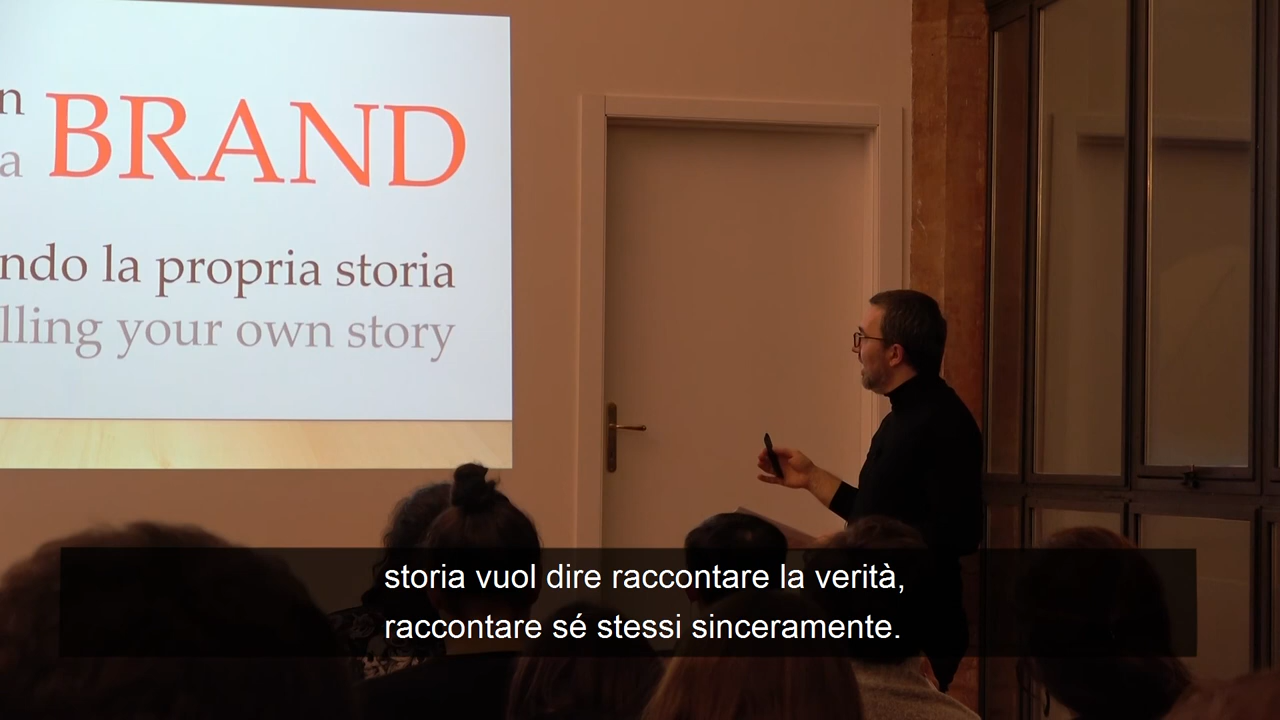 n
a BRAND
ndo la propria storia
lling your own story
storia vuol dire raccontare la verità,
raccontare sé stessi sinceramente.